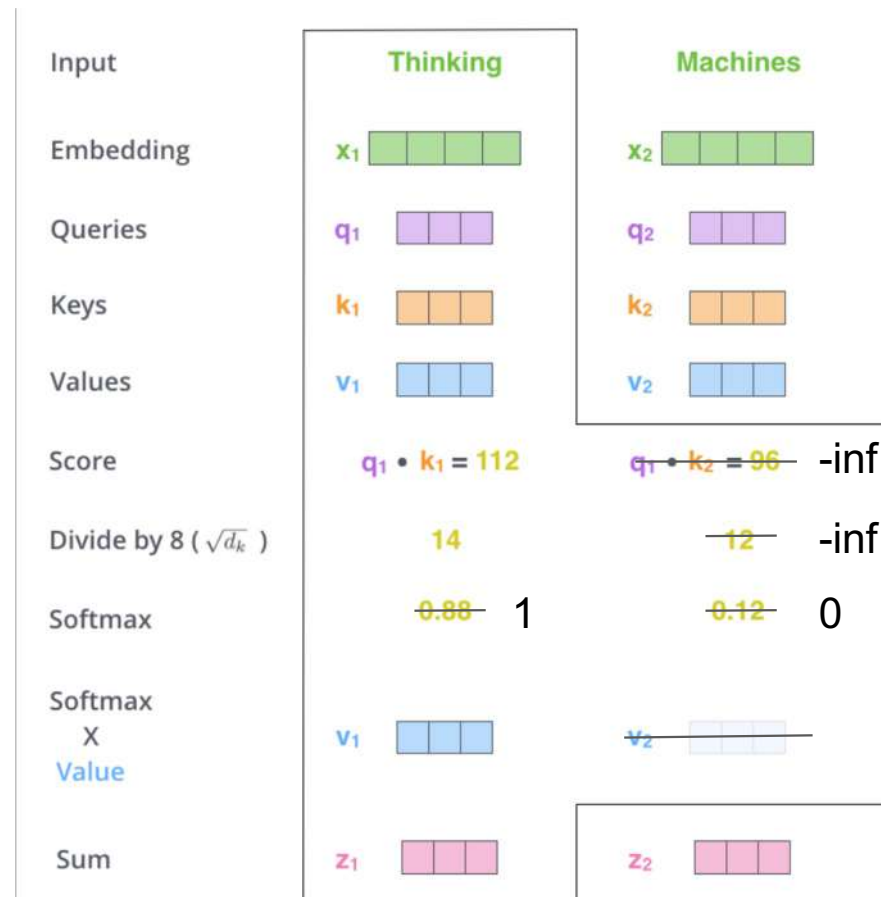 Input Thinking Machines
Embedding x1 x2
Queries q1 q2
Keys k1 k2
Values v1 v2
Score q1 • k1 = 112 q1 • k2 = 96 -inf
Divide by 8 ( √dk ) 14 12 -inf
Softmax 0.88 1 0.12 0
Softmax
X
Value v1 v2
Sum z1 z2